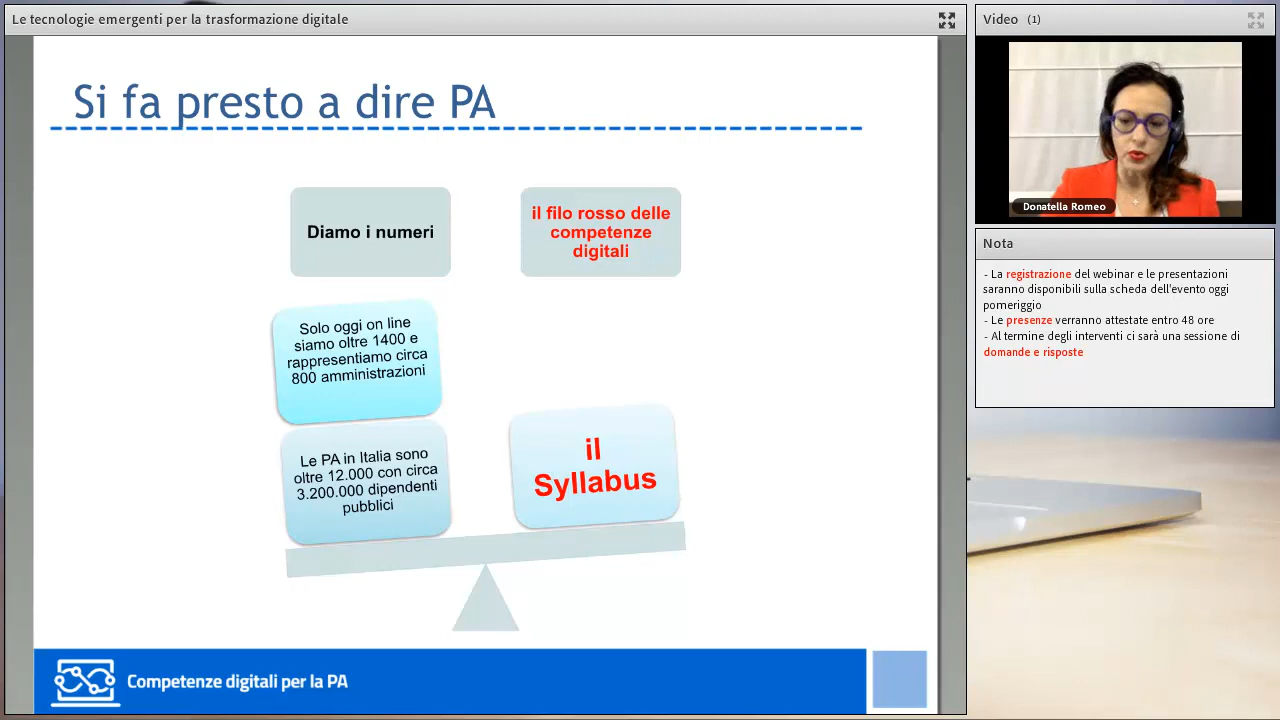 Le tecnologie emergenti per la trasformazione digitale
Si fa presto a dire PA
Diamo i numeri
il filo rosso delle
competenze
digitali
Solo oggi on line
siamo oltre 1400 e
rappresentiamo circa
800 amministrazioni
Le PA in Italia sono
oltre 12.000 con circa
3.200.000 dipendenti
pubblici
il
Syllabus
Competenze digitali per la PA
Video (1)
Donatella Romeo
Nota
- La registrazione del webinar e le presentazioni
saranno disponibili sulla scheda dell'evento oggi
pomeriggio
- Le presenze verranno attestate entro 48 ore
- Al termine degli interventi ci sarà una sessione di
domande e risposte